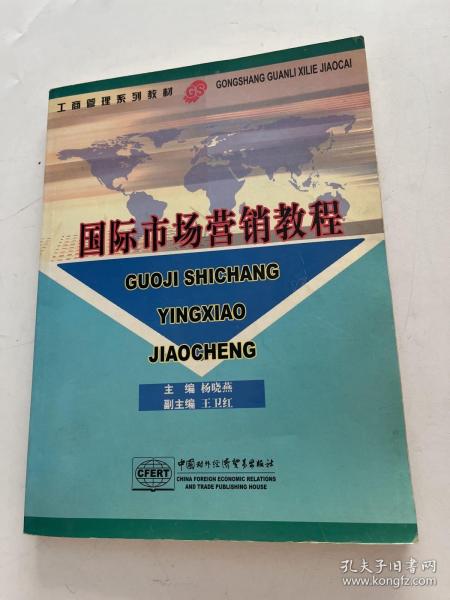 工商管理系列教材
GS
GONGSHANG GUANLI XILIE JIAOCAI
国际市场营销教程
GUOJI SHICHANG
YINGXIAO
JIAOCHENG
主 编 杨晓燕
副主编 王卫红
CFERT
中国对外经济贸易出版社
CHINA FOREIGN ECONOMIC RELATIONS
AND TRADE PUBLISHING HOUSE
孔夫子旧书网
www.kongfz.com